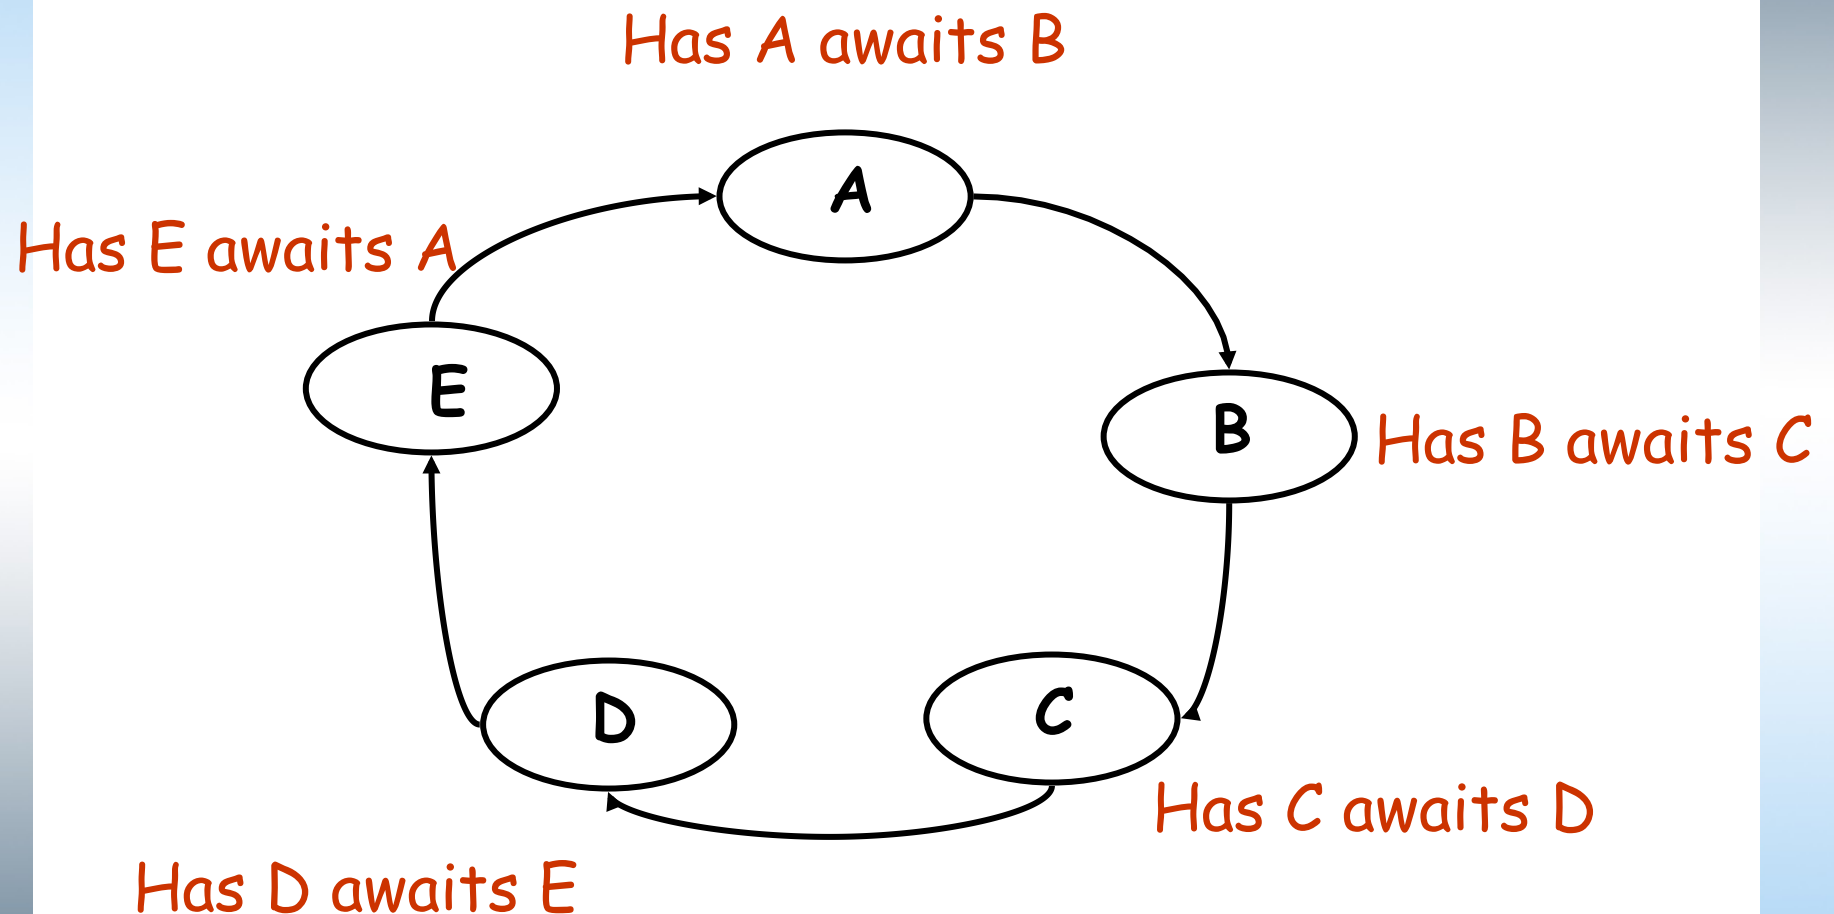 Has A awaits B
A
Has E awaits A
E
B
Has B awaits C
D
C
Has C awaits D
Has D awaits E